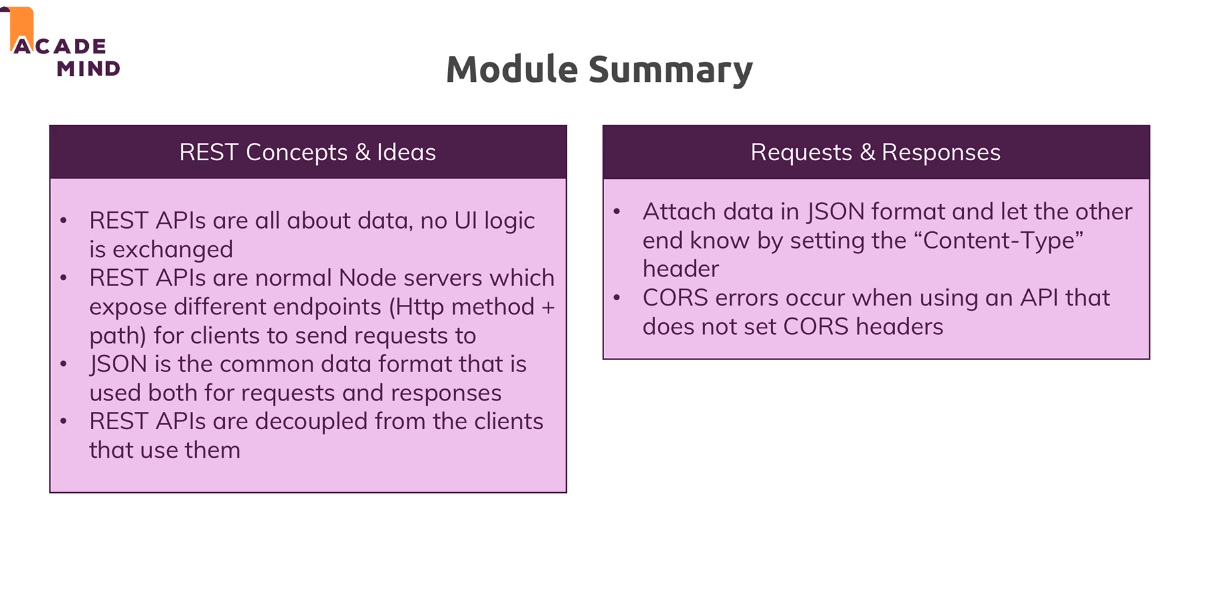 ACADE
MIND
Module Summary
REST Concepts & Ideas
• REST APIs are all about data, no UI logic
is exchanged
• REST APIs are normal Node servers which
expose different endpoints (Http method +
path) for clients to send requests to
• JSON is the common data format that is
used both for requests and responses
• REST APIs are decoupled from the clients
that use them
Requests & Responses
• Attach data in JSON format and let the other
end know by setting the “Content-Type”
header
• CORS errors occur when using an API that
does not set CORS headers